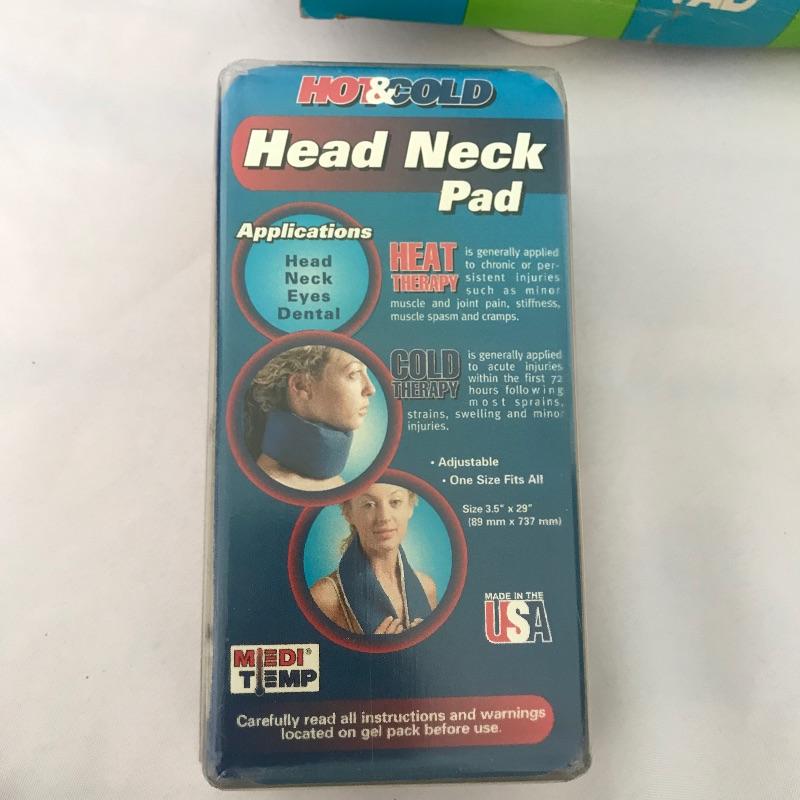 PAD
HOT&COLD
Head Neck
Pad
Applications
Head
Neck
Eyes
Dental
HEAT
THERAPY
is generally applied
to chronic or per-
sistent injuries
such as minor
muscle and joint pain, stiffness,
muscle spasm and cramps.
COLD
THERAPY
is generally applied
to acute injuries
within the first 72
hours following
most sprains,
strains, swelling and minor
injuries.
• Adjustable
• One Size Fits All
Size 3.5" x 29"
(89 mm x 737 mm)
MADE IN THE
USA
MEDI®
TEMP
Carefully read all instructions and warnings
located on gel pack before use.